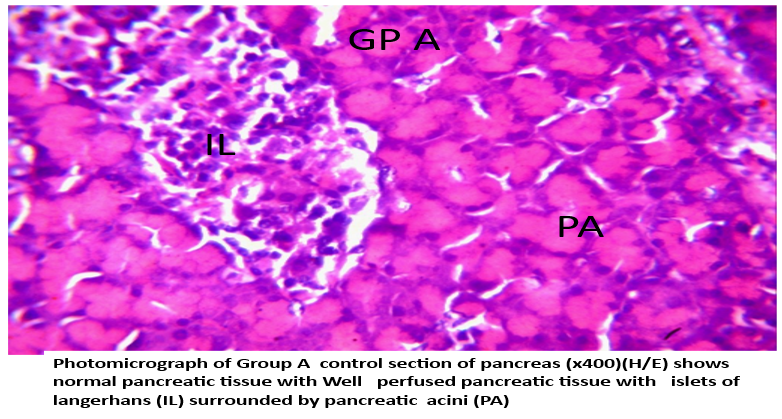 GP A
IL
PA
Photomicrograph of Group A control section of pancreas (x400)(H/E) shows
normal pancreatic tissue with Well perfused pancreatic tissue with islets of
langerhans (IL) surrounded by pancreatic acini (PA)